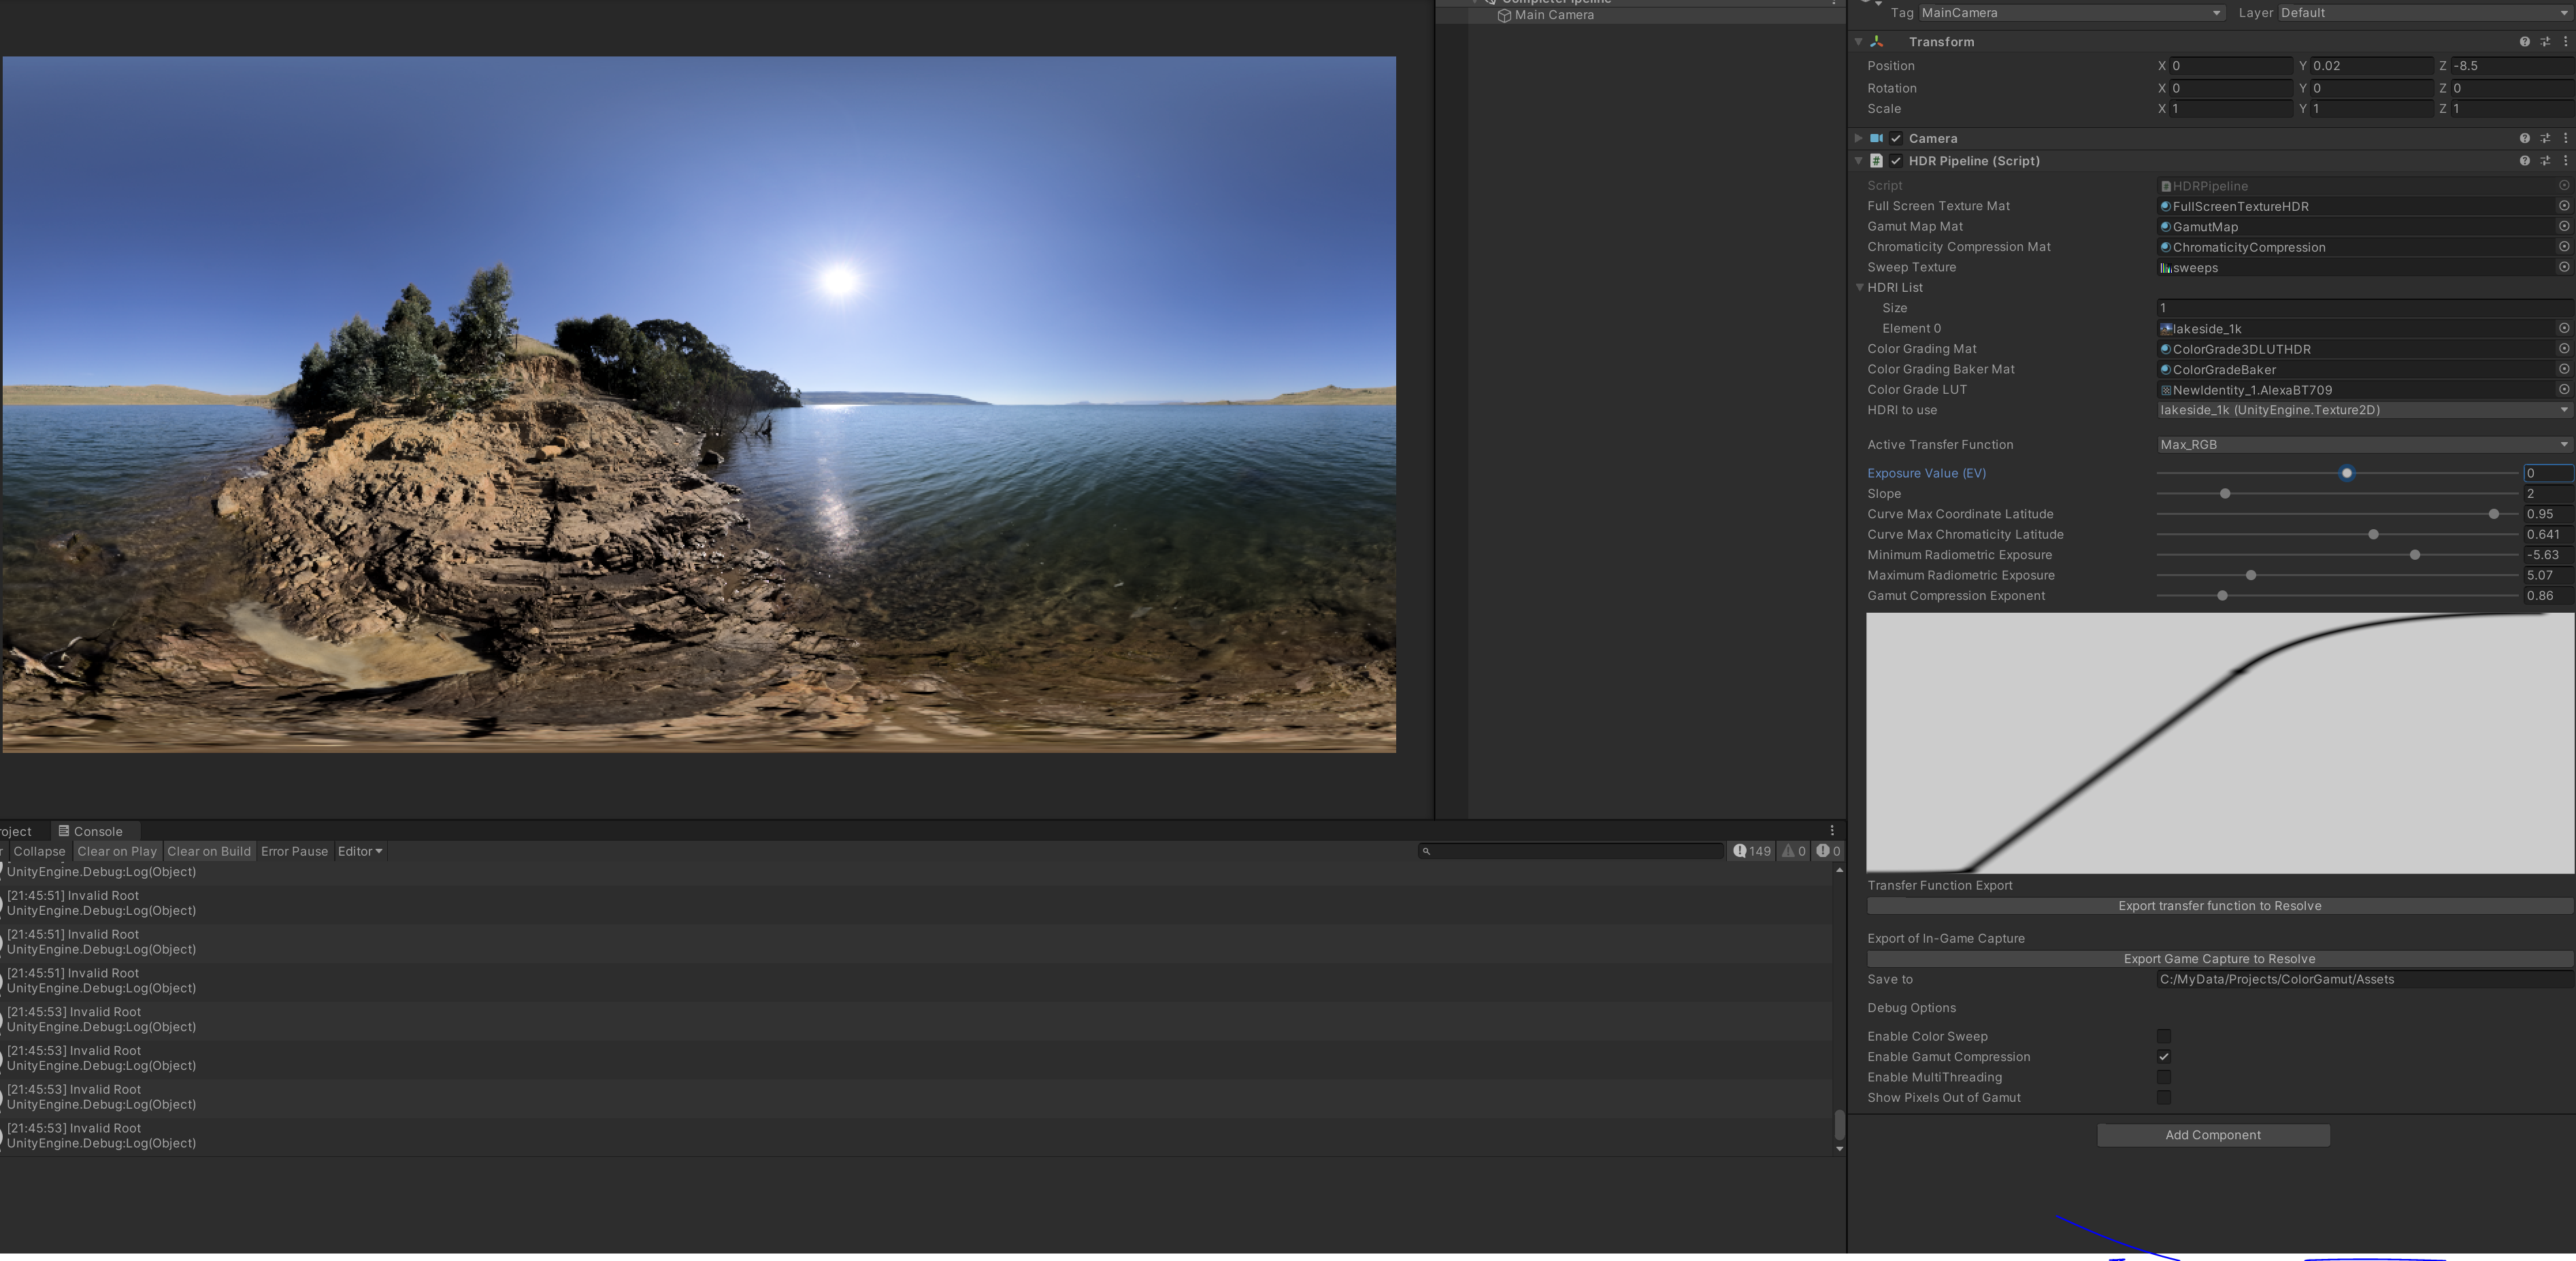 CompletePipeline
Main Camera
Tag MainCamera Layer Default
Transform
Position X 0 Y 0.02 Z -8.5
Rotation X 0 Y 0 Z 0
Scale X 1 Y 1 Z 1
Camera
HDR Pipeline (Script)
Script HDRPipeline
Full Screen Texture Mat FullScreenTextureHDR
Gamut Map Mat GamutMap
Chromaticity Compression Mat ChromaticityCompression
Sweep Texture sweeps
HDRI List
Size 1
Element 0 lakeside_1k
Color Grading Mat ColorGrade3DLUTHDR
Color Grading Baker Mat ColorGradeBaker
Color Grade LUT NewIdentity_1.AlexaBT709
HDRI to use lakeside_1k (UnityEngine.Texture2D)
Active Transfer Function Max_RGB
Exposure Value (EV) 0
Slope 2
Curve Max Coordinate Latitude 0.95
Curve Max Chromaticity Latitude 0.641
Minimum Radiometric Exposure -5.63
Maximum Radiometric Exposure 5.07
Gamut Compression Exponent 0.86
Transfer Function Export
Export transfer function to Resolve
Export of In-Game Capture
Export Game Capture to Resolve
Save to C:/MyData/Projects/ColorGamut/Assets
Debug Options
Enable Color Sweep
Enable Gamut Compression
Enable MultiThreading
Show Pixels Out of Gamut
Add Component
roject Console
r Collapse Clear on Play Clear on Build Error Pause Editor 149 0 0
UnityEngine.Debug:Log(Object)
[21:45:51] Invalid Root
UnityEngine.Debug:Log(Object)
[21:45:51] Invalid Root
UnityEngine.Debug:Log(Object)
[21:45:51] Invalid Root
UnityEngine.Debug:Log(Object)
[21:45:53] Invalid Root
UnityEngine.Debug:Log(Object)
[21:45:53] Invalid Root
UnityEngine.Debug:Log(Object)
[21:45:53] Invalid Root
UnityEngine.Debug:Log(Object)
[21:45:53] Invalid Root
UnityEngine.Debug:Log(Object)